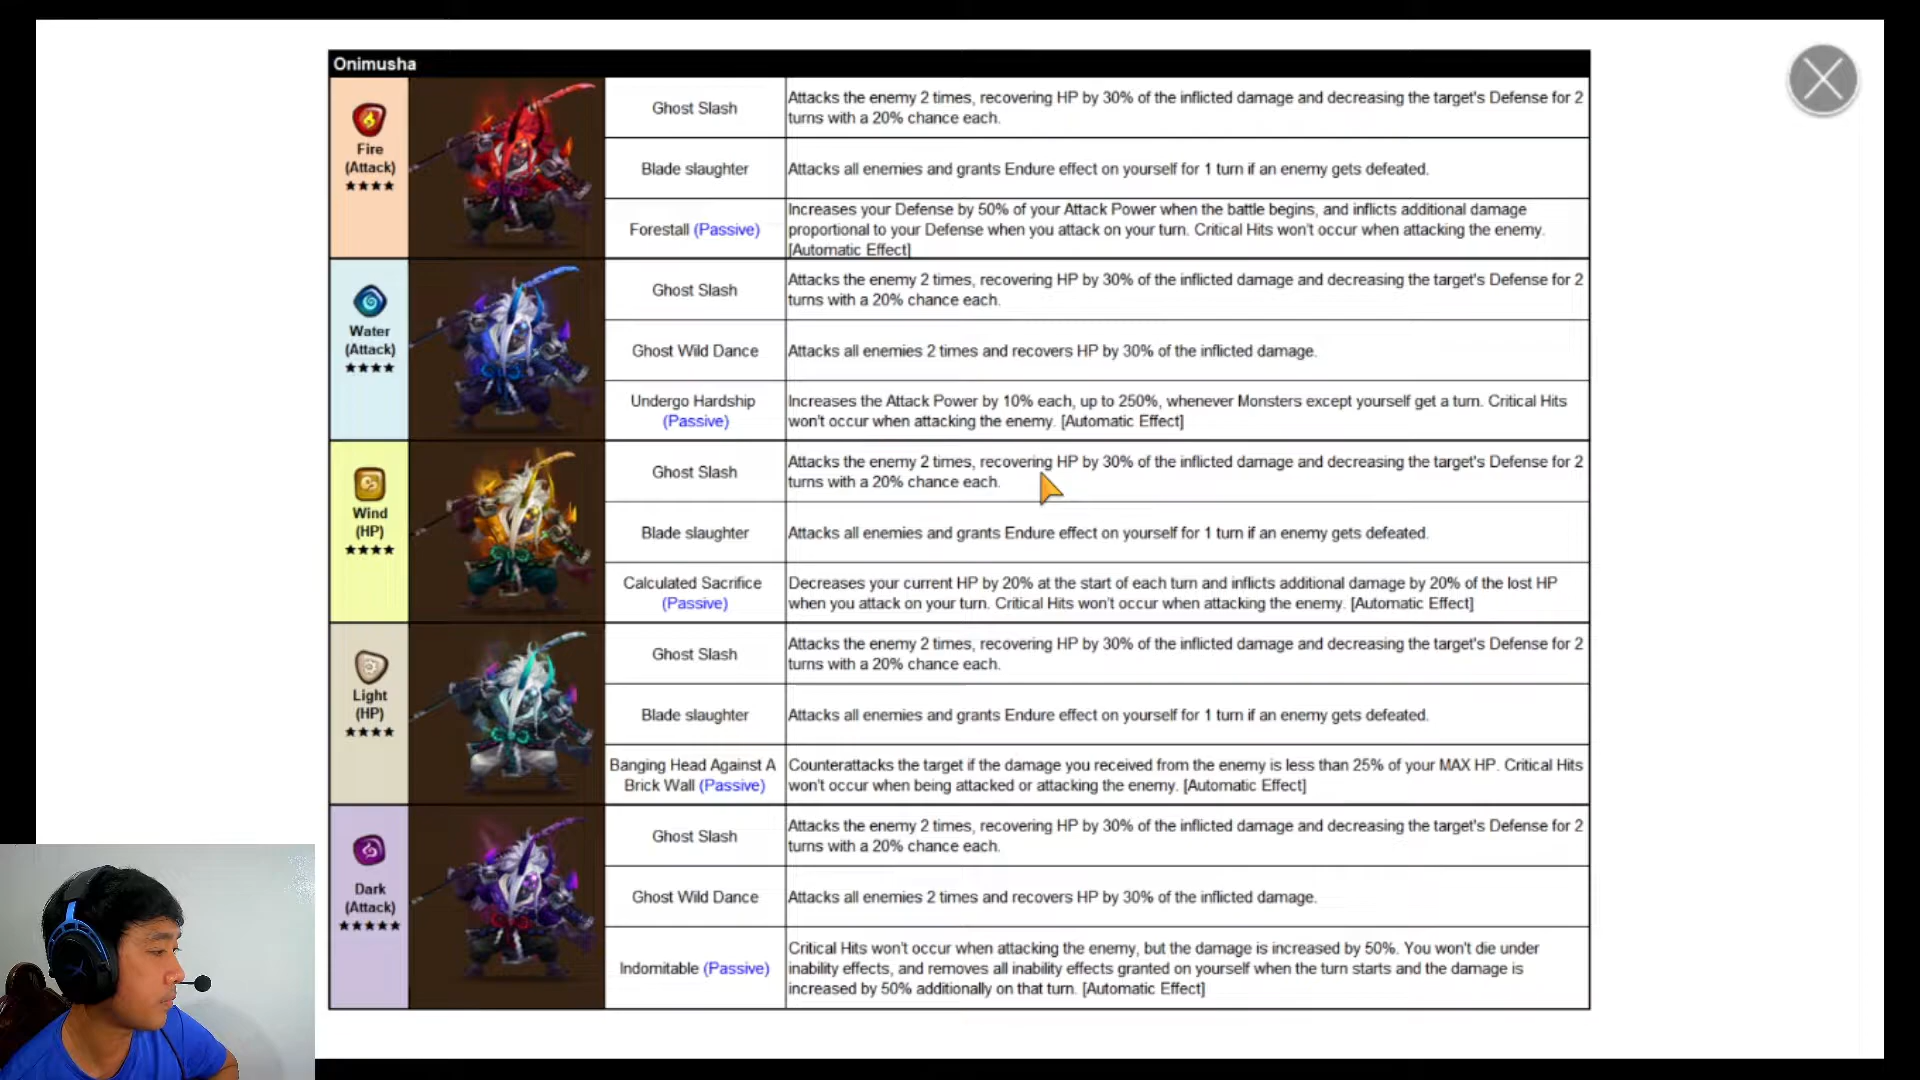 Onimusha
Fire
(Attack)
★★★★
Ghost Slash
Attacks the enemy 2 times, recovering HP by 30% of the inflicted damage and decreasing the target's Defense for 2
turns with a 20% chance each.
Blade slaughter
Attacks all enemies and grants Endure effect on yourself for 1 turn if an enemy gets defeated.
Forestall (Passive)
Increases your Defense by 50% of your Attack Power when the battle begins, and inflicts additional damage
proportional to your Defense when you attack on your turn. Critical Hits won't occur when attacking the enemy.
[Automatic Effect]
Water
(Attack)
★★★★
Ghost Slash
Attacks the enemy 2 times, recovering HP by 30% of the inflicted damage and decreasing the target's Defense for 2
turns with a 20% chance each.
Ghost Wild Dance
Attacks all enemies 2 times and recovers HP by 30% of the inflicted damage.
Undergo Hardship
(Passive)
Increases the Attack Power by 10% each, up to 250%, whenever Monsters except yourself get a turn. Critical Hits
won't occur when attacking the enemy. [Automatic Effect]
Wind
(HP)
★★★★
Ghost Slash
Attacks the enemy 2 times, recovering HP by 30% of the inflicted damage and decreasing the target's Defense for 2
turns with a 20% chance each.
Blade slaughter
Attacks all enemies and grants Endure effect on yourself for 1 turn if an enemy gets defeated.
Calculated Sacrifice
(Passive)
Decreases your current HP by 20% at the start of each turn and inflicts additional damage by 20% of the lost HP
when you attack on your turn. Critical Hits won't occur when attacking the enemy. [Automatic Effect]
Light
(HP)
★★★★
Ghost Slash
Attacks the enemy 2 times, recovering HP by 30% of the inflicted damage and decreasing the target's Defense for 2
turns with a 20% chance each.
Blade slaughter
Attacks all enemies and grants Endure effect on yourself for 1 turn if an enemy gets defeated.
Banging Head Against A
Brick Wall (Passive)
Counterattacks the target if the damage you received from the enemy is less than 25% of your MAX HP. Critical Hits
won't occur when being attacked or attacking the enemy. [Automatic Effect]
Dark
(Attack)
★★★★★
Ghost Slash
Attacks the enemy 2 times, recovering HP by 30% of the inflicted damage and decreasing the target's Defense for 2
turns with a 20% chance each.
Ghost Wild Dance
Attacks all enemies 2 times and recovers HP by 30% of the inflicted damage.
Indomitable (Passive)
Critical Hits won't occur when attacking the enemy, but the damage is increased by 50%. You won't die under
inability effects, and removes all inability effects granted on yourself when the turn starts and the damage is
increased by 50% additionally on that turn. [Automatic Effect]